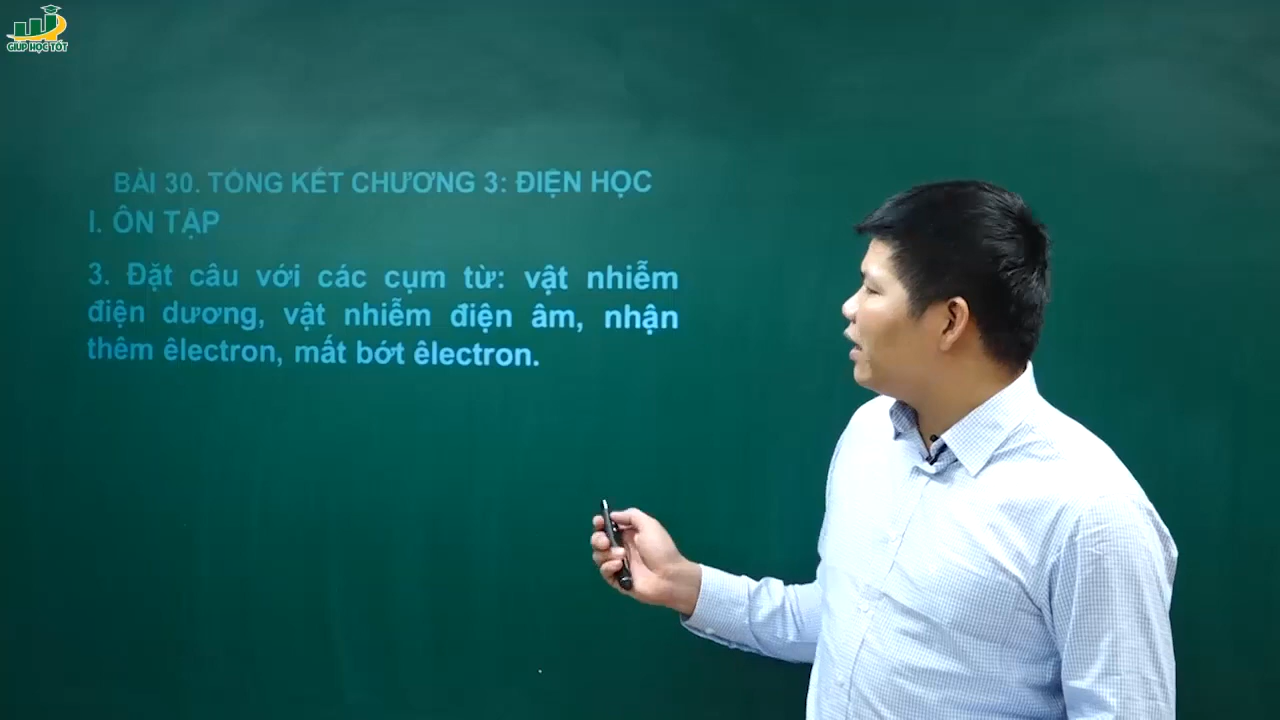 GIÚP HỌC TỐT
BÀI 30. TỔNG KẾT CHƯƠNG 3: ĐIỆN HỌC
I. ÔN TẬP
3. Đặt câu với các cụm từ: vật nhiễm
điện dương, vật nhiễm điện âm, nhận
thêm êlectron, mất bớt êlectron.